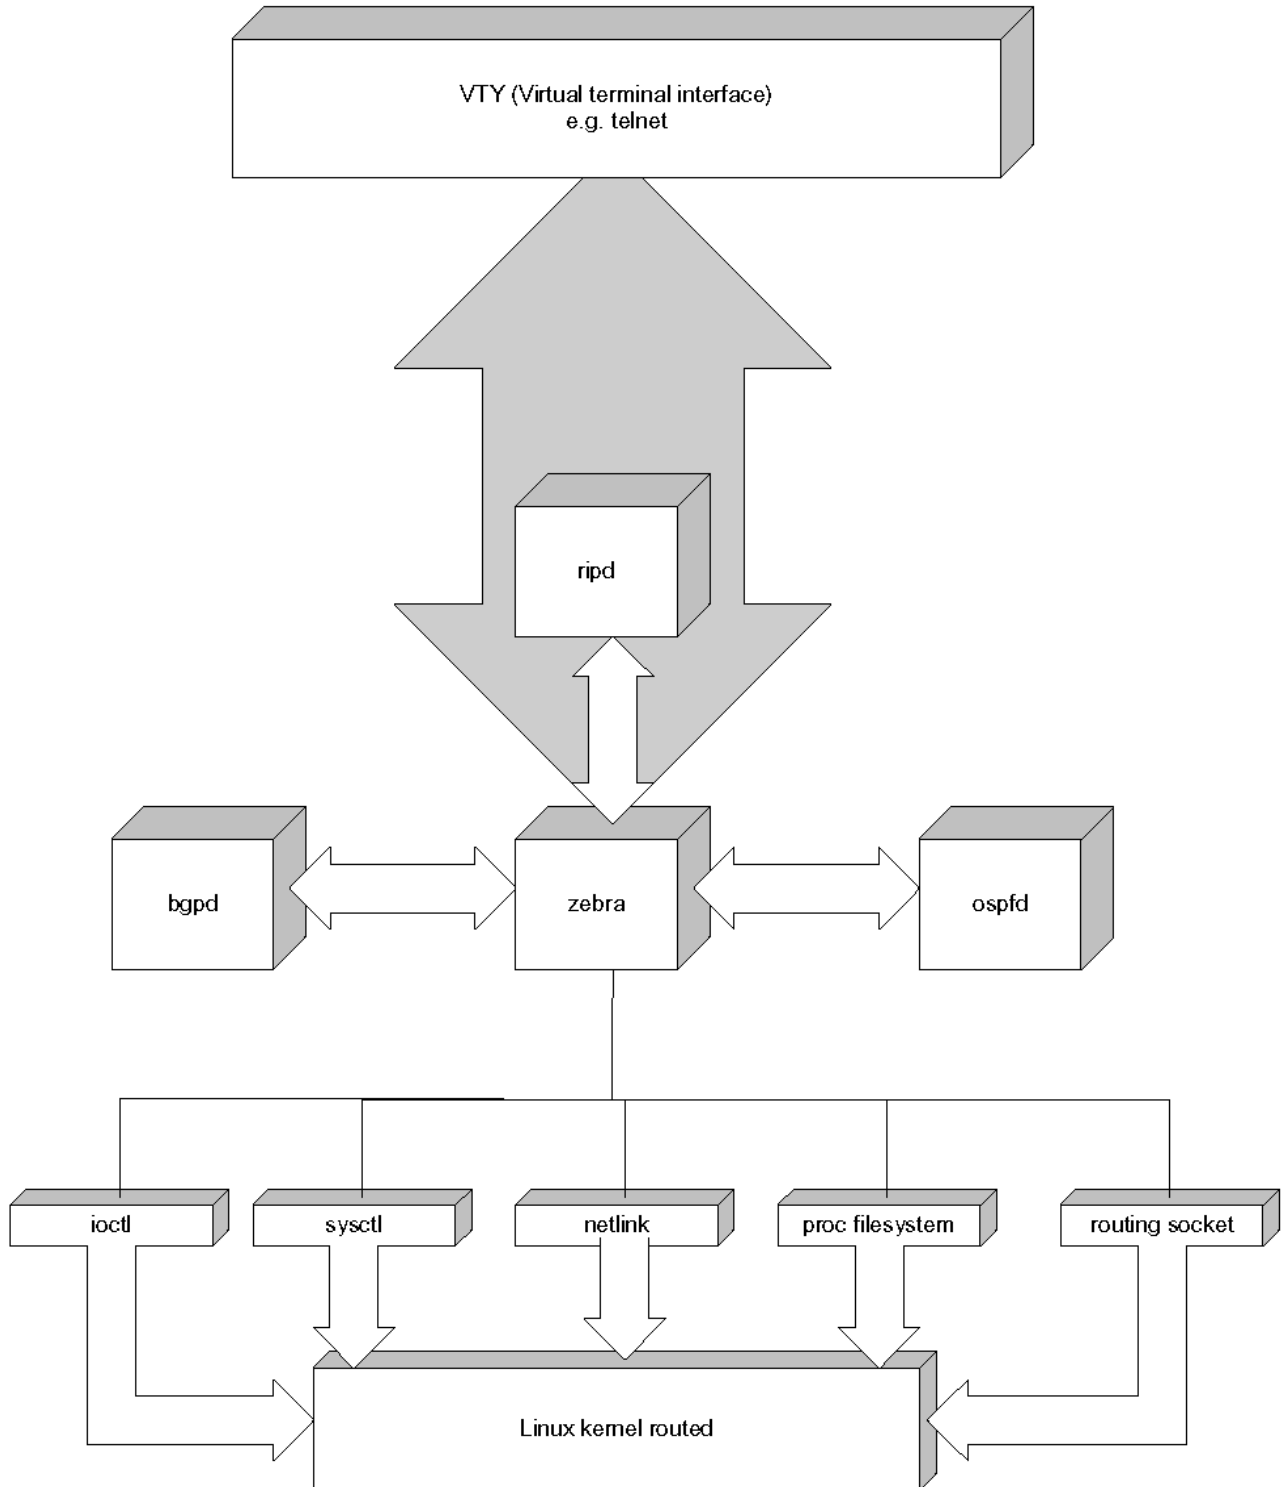 VTY (Virtual terminal interface)
e.g. telnet
ripd
bgpd
zebra
ospfd
ioctl
sysctl
netlink
proc filesystem
routing socket
Linux kernel routed